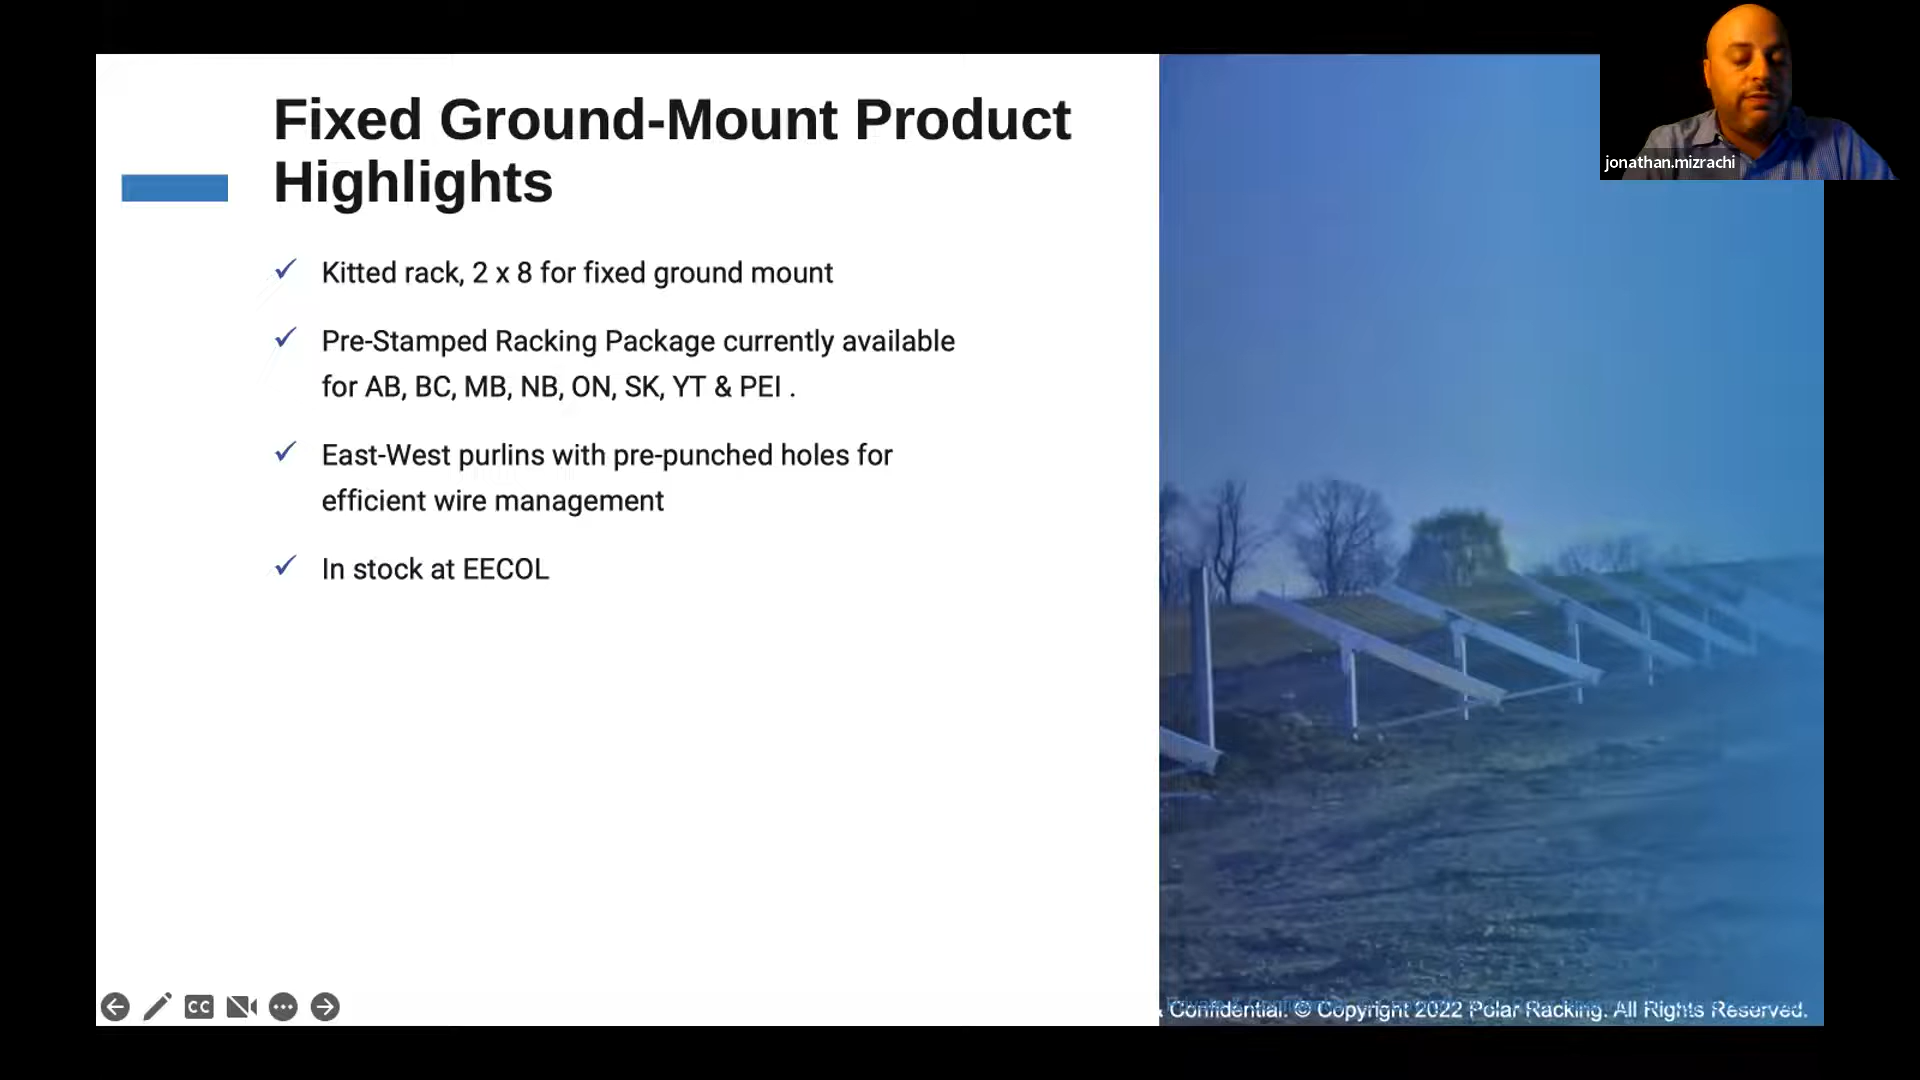 Fixed Ground-Mount Product
Highlights
jonathan.mizrachi
Kitted rack, 2 x 8 for fixed ground mount
Pre-Stamped Racking Package currently available
for AB, BC, MB, NB, ON, SK, YT & PEI .
East-West purlins with pre-punched holes for
efficient wire management
In stock at EECOL
CC
Confidential. © Copyright 2022 Polar Racking. All Rights Reserved.